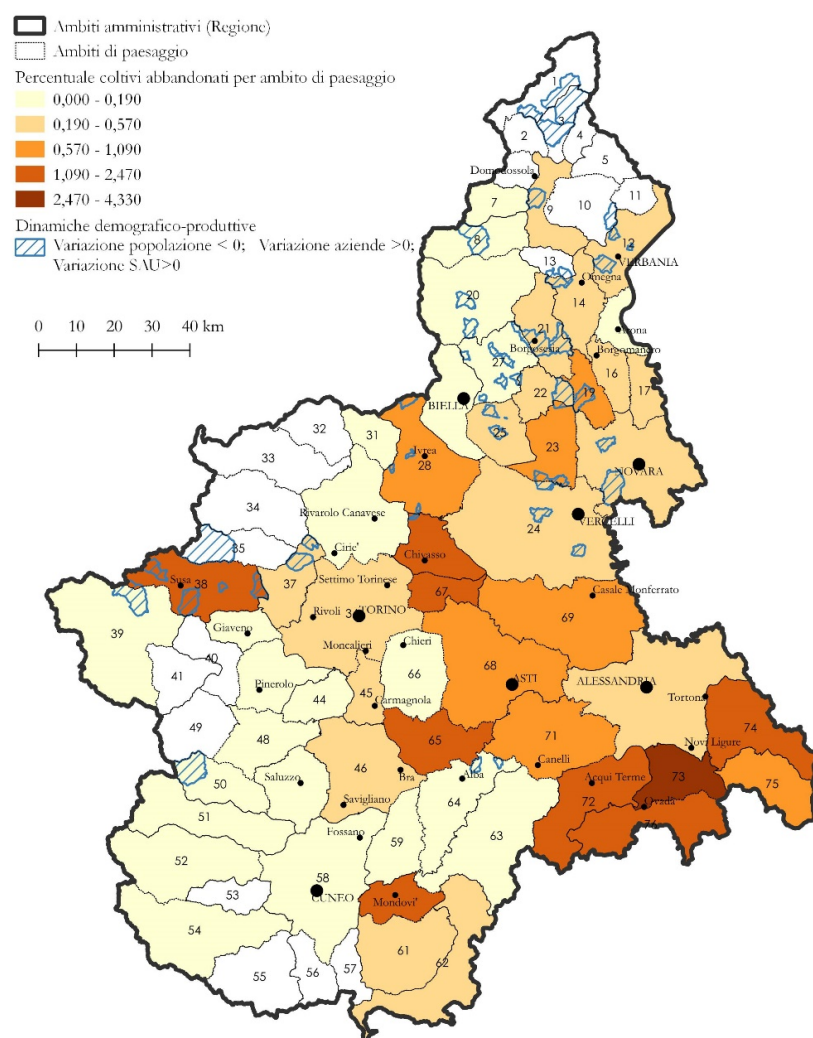 Ambiti amministrativi (Regione)
Ambiti di paesaggio
Percentuale coltivi abbandonati per ambito di paesaggio
0,000 - 0,190
0,190 - 0,570
0,570 - 1,090
1,090 - 2,470
2,470 - 4,330
Dinamiche demografico-produttive
Variazione popolazione < 0; Variazione aziende >0;
Variazione SAU>0
0 10 20 30 40 km
1
3
2
4
5
Domodossola
7
9
10
11
8
12
13
VERBANIA
Omegna
20
14
21
Borgosesia
Borgomanero
27
16
17
BIELLA
22
19
25
23
32
31
33
Ivrea
28
NOVARA
34
Rivarolo Canavese
24
VERCELLI
35
Cirie'
Chivasso
Susa
38
37
Settimo Torinese
67
Casale Monferrato
39
Rivoli
TORINO
69
Giaveno
40
Moncalieri
Chieri
66
68
ASTI
ALESSANDRIA
41
Pinerolo
44
45
Carmagnola
Tortona
49
48
65
71
74
Novi Ligure
50
Saluzzo
46
Bra
Alba
Canelli
Acqui Terme
73
75
51
Savigliano
64
72
Ovada
76
52
Fossano
59
63
53
58
CUNEO
Mondovi'
54
61
62
55
56
57